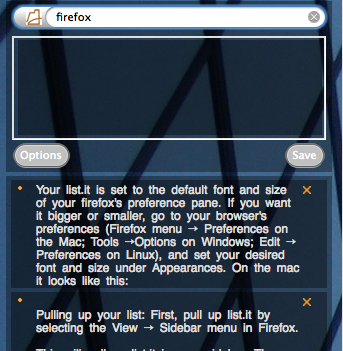 firefox
Options
Save
Your list.it is set to the default font and size
of your firefox's preference pane. If you want
it bigger or smaller, go to your browser's
preferences (Firefox menu → Preferences on
the Mac; Tools →Options on Windows; Edit →
Preferences on Linux), and set your desired
font and size under Appearances. On the mac
it looks like this:
Pulling up your list: First, pull up list.it by
selecting the View → Sidebar menu in Firefox.